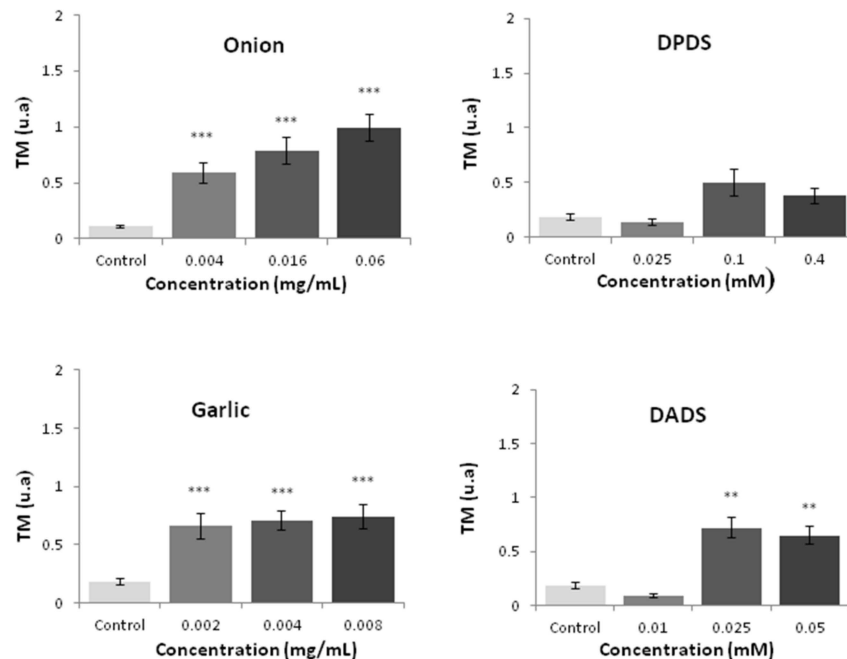 Onion
TM (u.a)
2
1.5
1
0.5
0
***
***
***
Control 0.004 0.016 0.06
Concentration (mg/mL)
DPDS
TM (u.a)
2
1.5
1
0.5
0
Control 0.025 0.1 0.4
Concentration (mM)
Garlic
TM (u.a)
2
1.5
1
0.5
0
***
***
***
Control 0.002 0.004 0.008
Concentration (mg/mL)
DADS
TM (u.a)
2
1.5
1
0.5
0
**
**
Control 0.01 0.025 0.05
Concentration (mM)